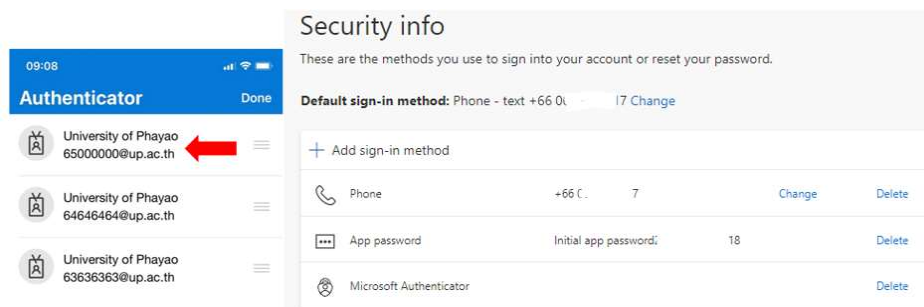 09:08
Authenticator Done
University of Phayao
65000000@up.ac.th
University of Phayao
64646464@up.ac.th
University of Phayao
63636363@up.ac.th
Security info
These are the methods you use to sign into your account or reset your password.
Default sign-in method: Phone - text +66 7 Change
+ Add sign-in method
Phone +66 7 Change Delete
App password Initial app password 18 Delete
Microsoft Authenticator Delete